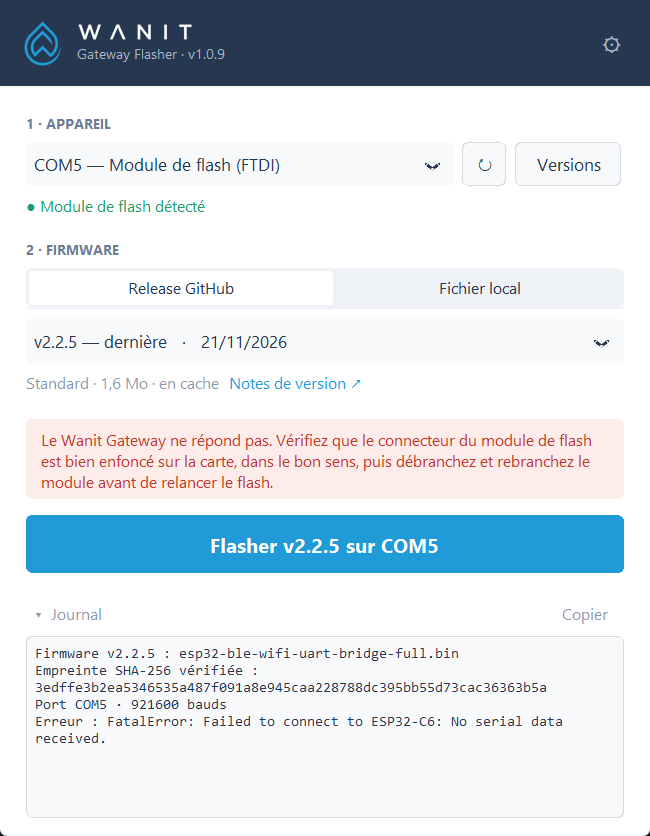 WANIT
Gateway Flasher · v1.0.9
1 · APPAREIL
COM5 — Module de flash (FTDI)
Versions
● Module de flash détecté
2 · FIRMWARE
Release GitHub
Fichier local
v2.2.5 — dernière · 21/11/2026
Standard · 1,6 Mo · en cache Notes de version ↗
Le Wanit Gateway ne répond pas. Vérifiez que le connecteur du module de flash
est bien enfoncé sur la carte, dans le bon sens, puis débranchez et rebranchez le
module avant de relancer le flash.
Flasher v2.2.5 sur COM5
▾ Journal
Copier
Firmware v2.2.5 : esp32-ble-wifi-uart-bridge-full.bin
Empreinte SHA-256 vérifiée :
3edffe3b2ea5346535a487f091a8e945caa228788dc395bb55d73cac36363b5a
Port COM5 · 921600 bauds
Erreur : FatalError: Failed to connect to ESP32-C6: No serial data
received.